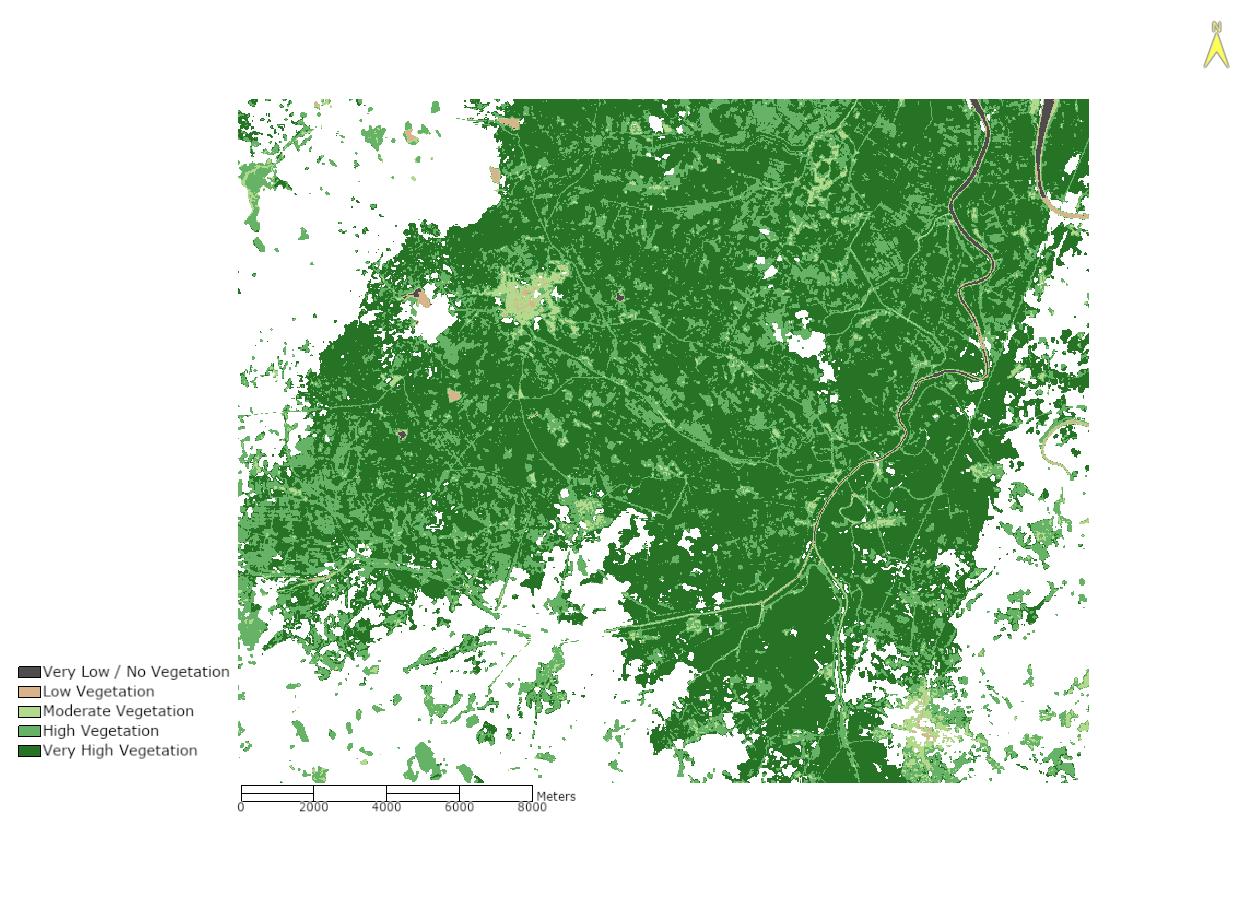 N
Very Low / No Vegetation
Low Vegetation
Moderate Vegetation
High Vegetation
Very High Vegetation
Meters
0 2000 4000 6000 8000